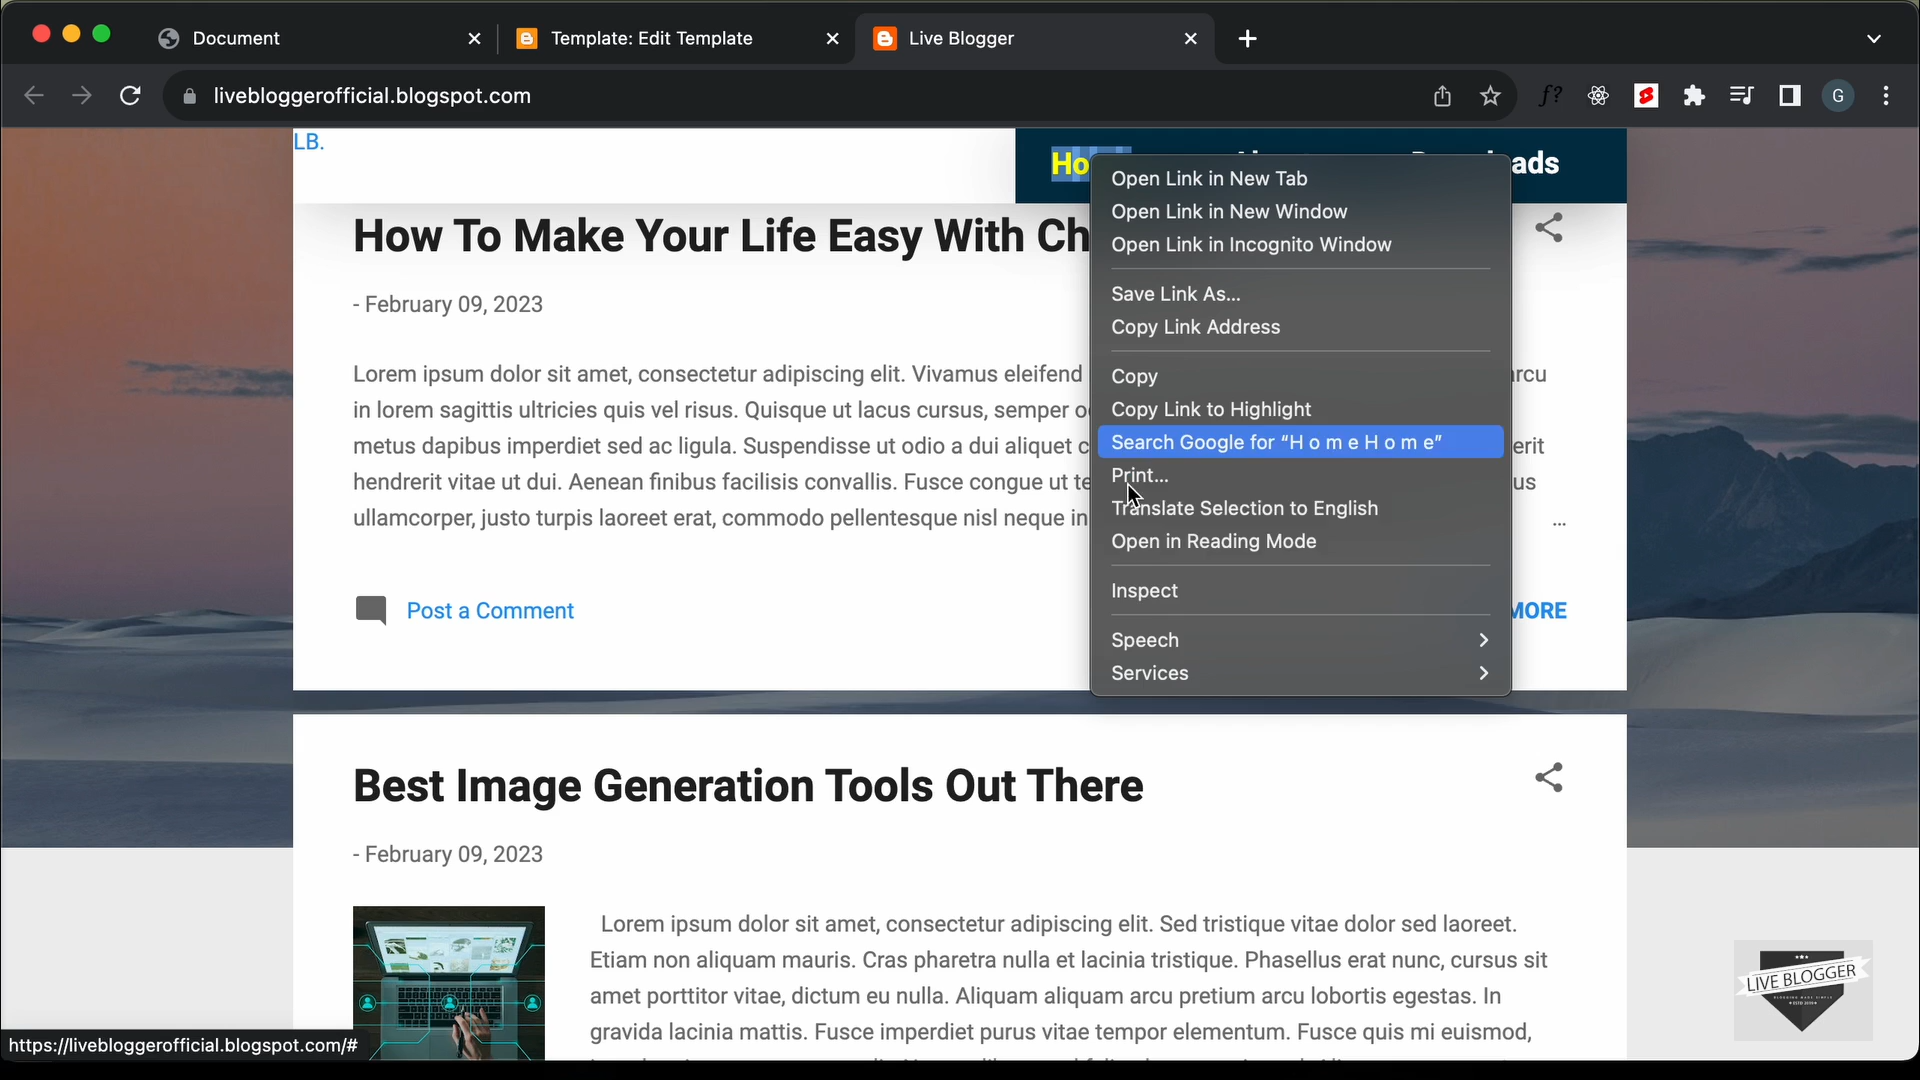 Document
Template: Edit Template
Live Blogger
livebloggerofficial.blogspot.com
f?
G
LB.
Ho
ads
Open Link in New Tab
Open Link in New Window
Open Link in Incognito Window
Save Link As...
Copy Link Address
Copy
Copy Link to Highlight
Search Google for “H o m e H o m e”
Print...
Translate Selection to English
Open in Reading Mode
Inspect
Speech
Services
How To Make Your Life Easy With Ch
- February 09, 2023
Lorem ipsum dolor sit amet, consectetur adipiscing elit. Vivamus eleifend rcu
in lorem sagittis ultricies quis vel risus. Quisque ut lacus cursus, semper
metus dapibus imperdiet sed ac ligula. Suspendisse ut odio a dui aliquet erit
hendrerit vitae ut dui. Aenean finibus facilisis convallis. Fusce congue ut us
ullamcorper, justo turpis laoreet erat, commodo pellentesque nisl neque in ...
Post a Comment
MORE
Best Image Generation Tools Out There
- February 09, 2023
Lorem ipsum dolor sit amet, consectetur adipiscing elit. Sed tristique vitae dolor sed laoreet.
Etiam non aliquam mauris. Cras pharetra nulla et lacinia tristique. Phasellus erat nunc, cursus sit
amet porttitor vitae, dictum eu nulla. Aliquam aliquam arcu pretium arcu lobortis egestas. In
gravida lacinia mattis. Fusce imperdiet purus vitae tempor elementum. Fusce quis mi euismod,
LIVE BLOGGER
BLOGGING MADE SIMPLE
https://livebloggerofficial.blogspot.com/#